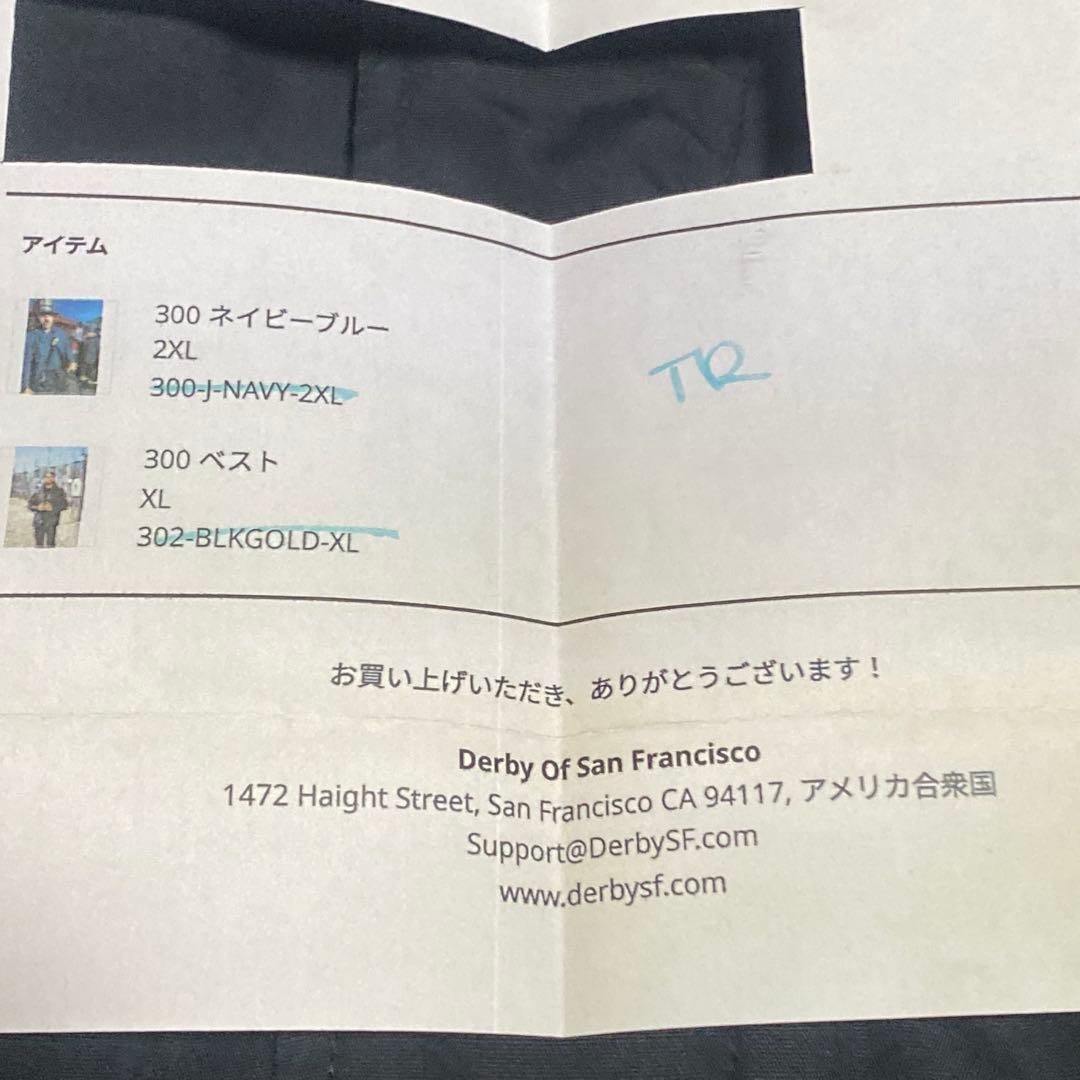 アイテム
300 ネイビーブルー
2XL
300-J-NAVY-2XL
TR
300 ベスト
XL
302-BLKGOLD-XL
お買い上げいただき、ありがとうございます！
Derby Of San Francisco
1472 Haight Street, San Francisco CA 94117, アメリカ合衆国
Support@DerbySF.com
www.derbysf.com